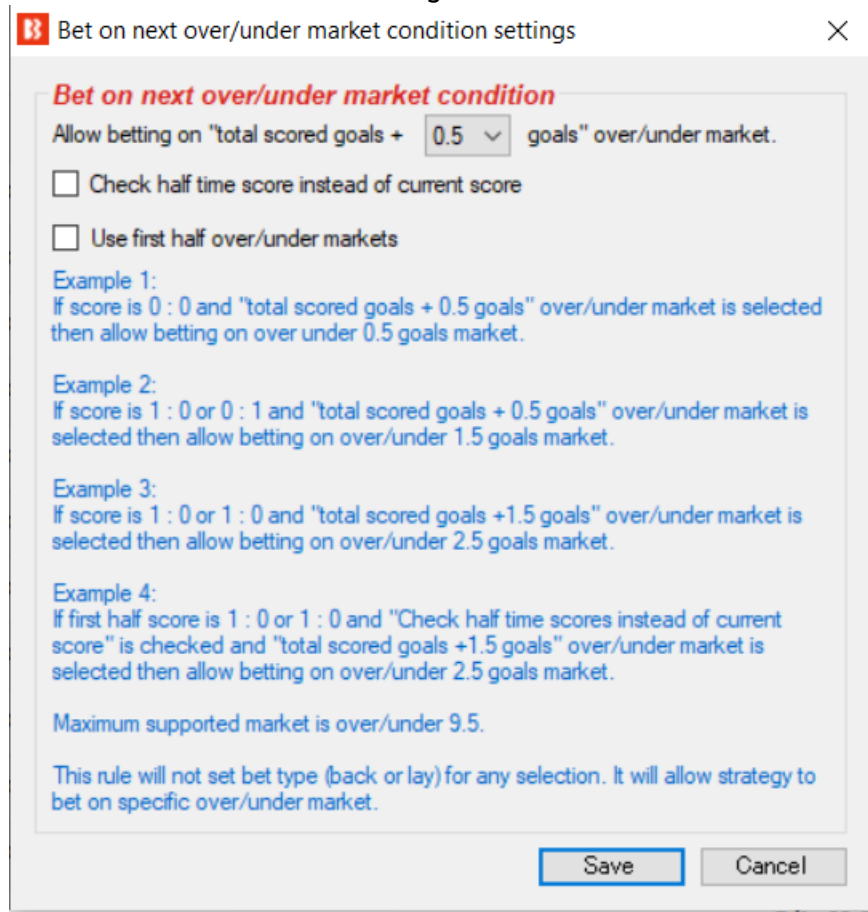 Bet on next over/under market condition settings
Bet on next over/under market condition
Allow betting on "total scored goals + 0.5 goals" over/under market.
Check half time score instead of current score
Use first half over/under markets
Example 1:
If score is 0 : 0 and "total scored goals + 0.5 goals" over/under market is selected
then allow betting on over under 0.5 goals market.
Example 2:
If score is 1 : 0 or 0 : 1 and "total scored goals + 0.5 goals" over/under market is
selected then allow betting on over/under 1.5 goals market.
Example 3:
If score is 1 : 0 or 1 : 0 and "total scored goals +1.5 goals" over/under market is
selected then allow betting on over/under 2.5 goals market.
Example 4:
If first half score is 1 : 0 or 1 : 0 and "Check half time scores instead of current
score" is checked and "total scored goals +1.5 goals" over/under market is
selected then allow betting on over/under 2.5 goals market.
Maximum supported market is over/under 9.5.
This rule will not set bet type (back or lay) for any selection. It will allow strategy to
bet on specific over/under market.
Save Cancel